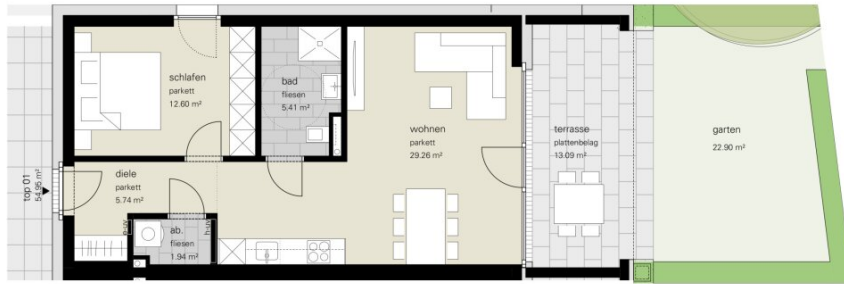 schlafen
parkett
12.60 m²
bad
fliesen
5.41 m²
wohnen
parkett
29.26 m²
terrasse
plattenbelag
13.09 m²
garten
22.90 m²
top 01
54.95 m²
diele
parkett
5.74 m²
ab.
fliesen
1.94 m²